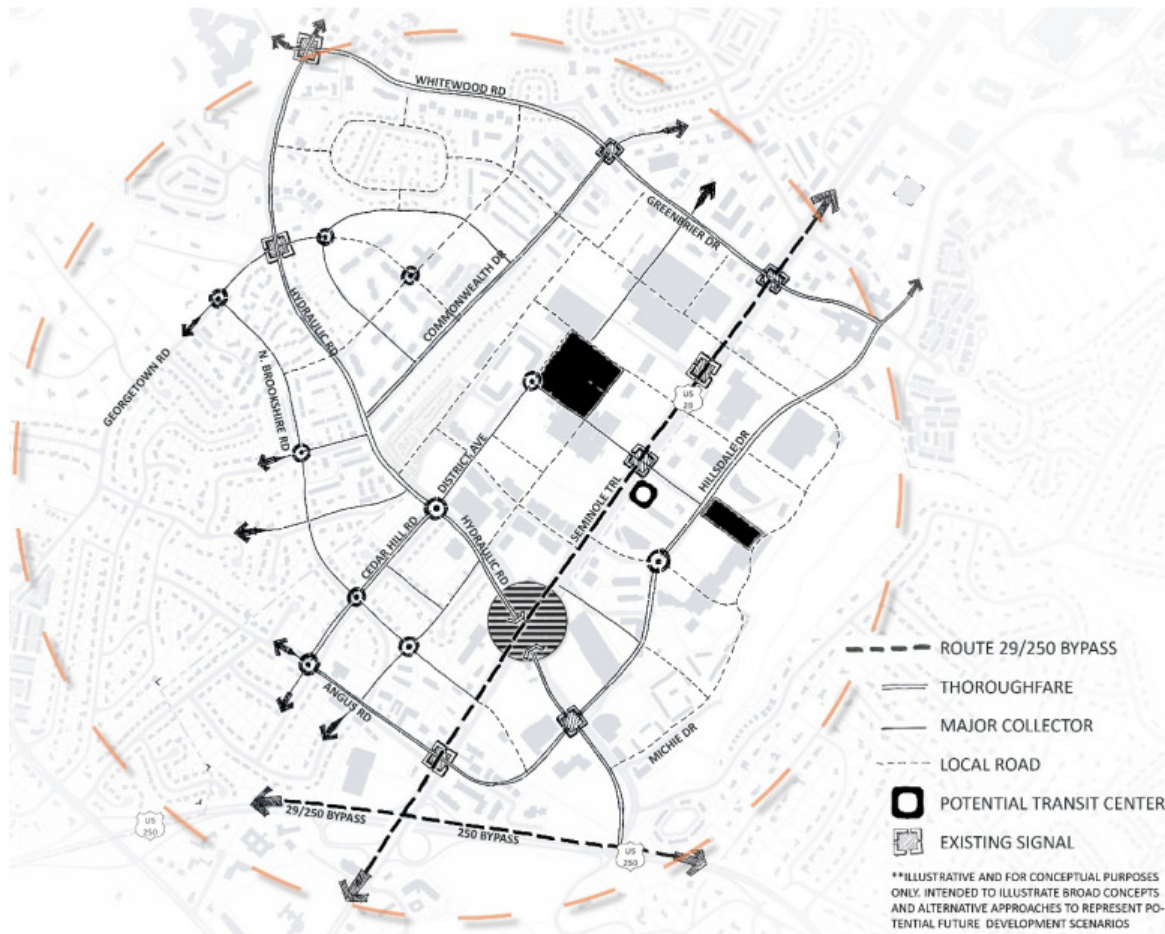 WHITEWOOD RD
GREENBRIER DR
COMMONWEALTH DR
HYDRAULIC RD
GEORGETOWN RD
N. BROOKSHIRE RD
US
29
HILLSDALE DR
DISTRICT AVE
SEMINOLE TRL
CEDAR HILL RD
HYDRAULIC RD
ANGUS RD
MICHIE DR
29/250 BYPASS
250 BYPASS
US
250
US
250
ROUTE 29/250 BYPASS
THOROUGHFARE
MAJOR COLLECTOR
LOCAL ROAD
POTENTIAL TRANSIT CENTER
EXISTING SIGNAL
**ILLUSTRATIVE AND FOR CONCEPTUAL PURPOSES
ONLY. INTENDED TO ILLUSTRATE BROAD CONCEPTS
AND ALTERNATIVE APPROACHES TO REPRESENT PO-
TENTIAL FUTURE DEVELOPMENT SCENARIOS